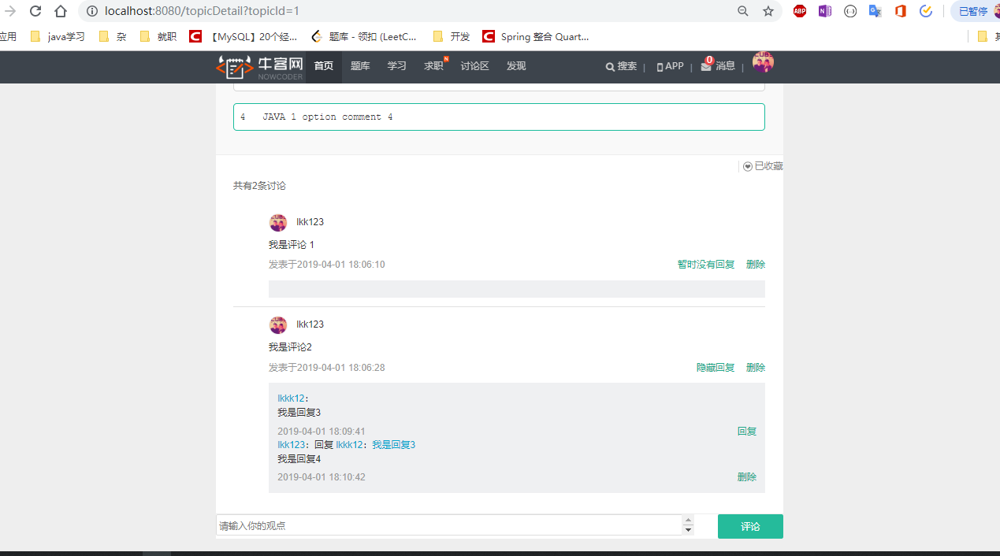 localhost:8080/topicDetail?topicId=1
ABP
N
已暂停
应用 java学习 杂 就职 C 【MySQL】20个经... 题库 - 领扣 (LeetC... 开发 C Spring 整合 Quart...
牛客网 NOWCODER 首页 题库 学习 求职 N 讨论区 发现 搜索 | APP | 0 消息 |
4 JAVA 1 option comment 4
已收藏
共有2条讨论
lkk123
我是评论 1
发表于2019-04-01 18:06:10 暂时没有回复 删除
lkk123
我是评论2
发表于2019-04-01 18:06:28 隐藏回复 删除
lkkk12：
我是回复3
2019-04-01 18:09:41 回复
lkk123：回复 lkkk12：我是回复3
我是回复4
2019-04-01 18:10:42 删除
请输入你的观点 评论